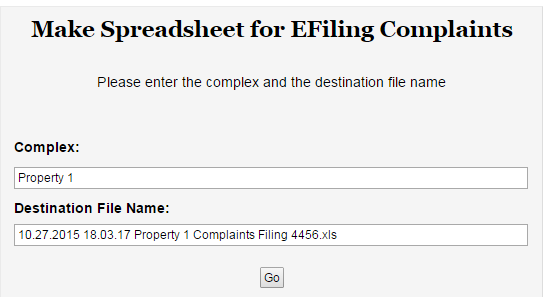 Make Spreadsheet for EFiling Complaints
Please enter the complex and the destination file name
Complex:
Property 1
Destination File Name:
10.27.2015 18.03.17 Property 1 Complaints Filing 4456.xls
Go